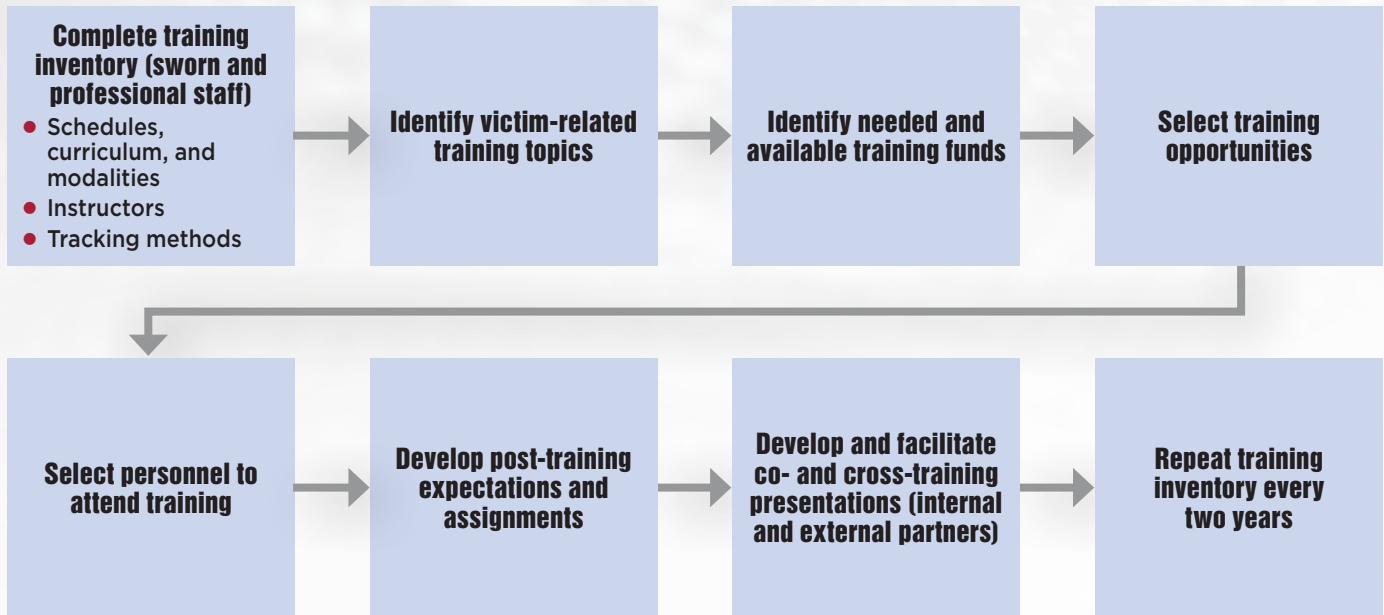 Complete training
inventory (sworn and
professional staff)
● Schedules,
curriculum, and
modalities
● Instructors
● Tracking methods
Identify victim-related
training topics
Identify needed and
available training funds
Select training
opportunities
Select personnel to
attend training
Develop post-training
expectations and
assignments
Develop and facilitate
co- and cross-training
presentations (internal
and external partners)
Repeat training
inventory every
two years